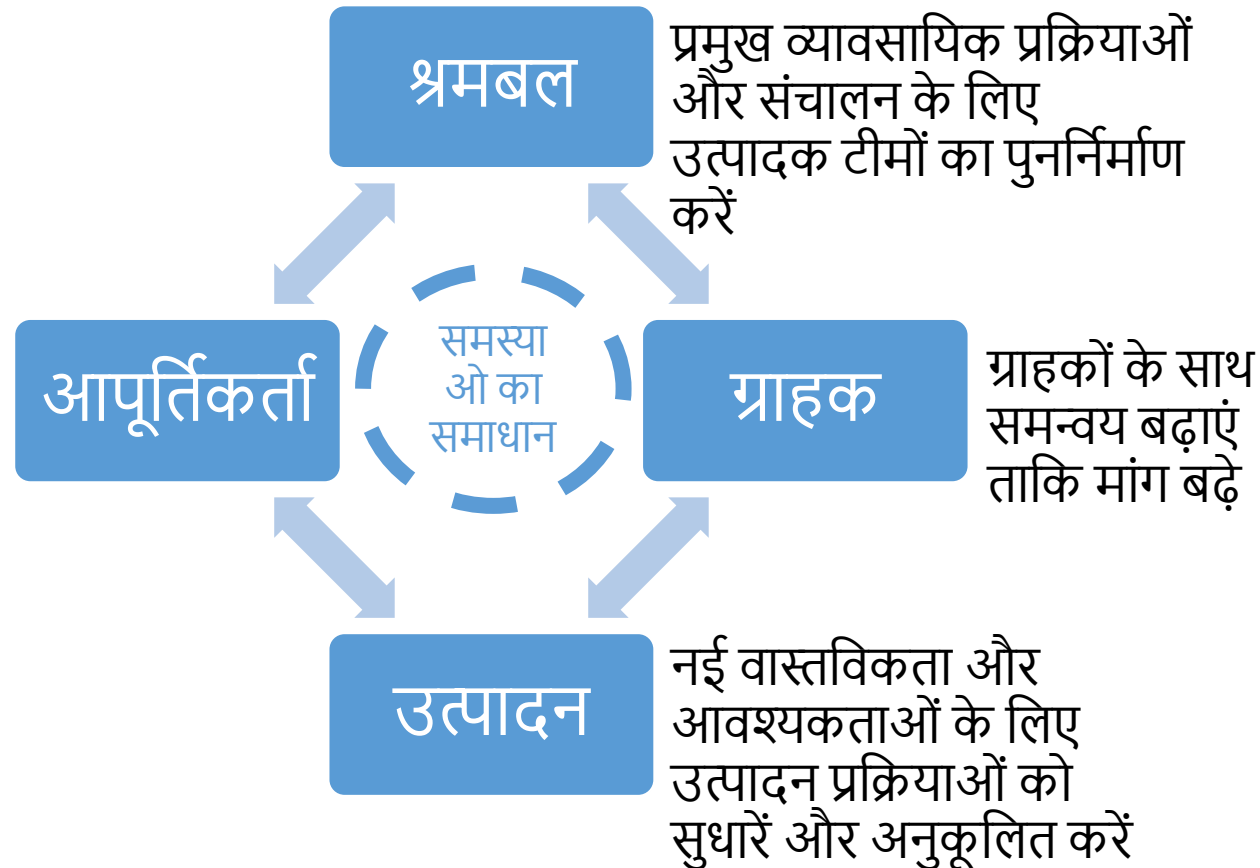 श्रमबल
प्रमुख व्यावसायिक प्रक्रियाओं
और संचालन के लिए
उत्पादक टीमों का पुनर्निर्माण
करें
आपूर्तिकर्ता
समस्या
ओ का
समाधान
ग्राहक
ग्राहकों के साथ
समन्वय बढ़ाएं
ताकि मांग बढ़े
उत्पादन
नई वास्तविकता और
आवश्यकताओं के लिए
उत्पादन प्रक्रियाओं को
सुधारें और अनुकूलित करें